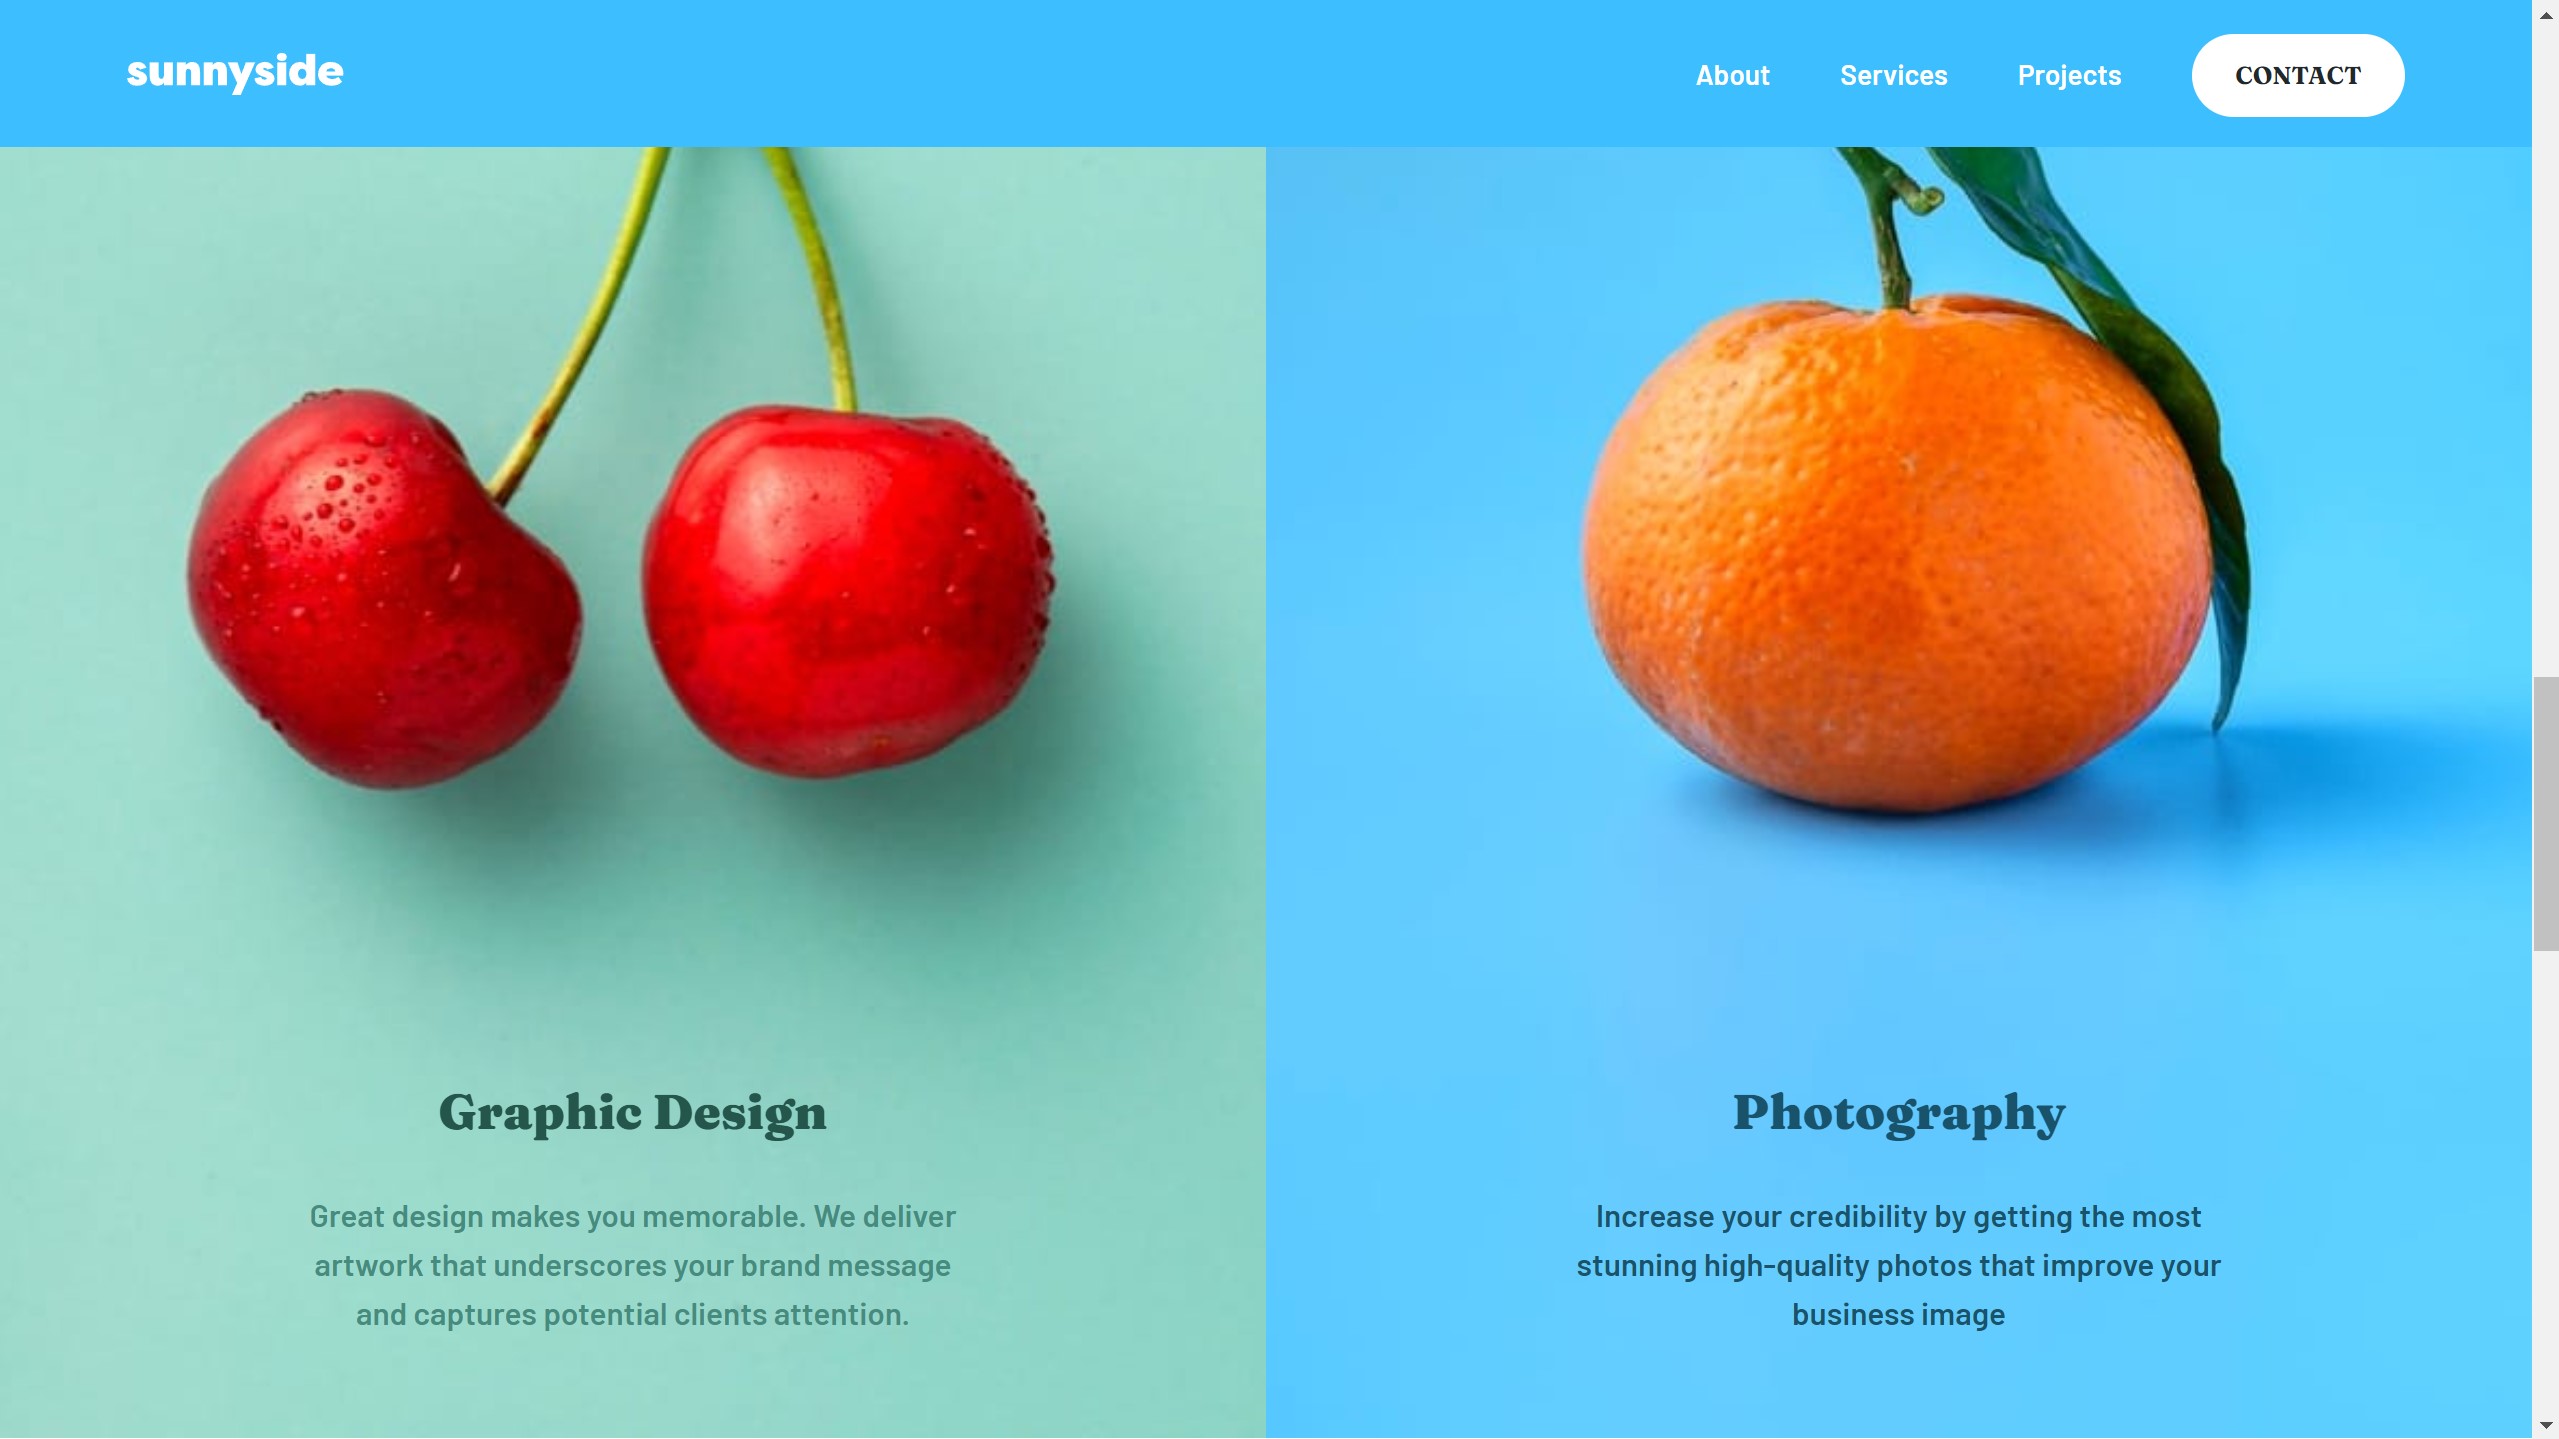 sunnyside
About
Services
Projects
CONTACT
Graphic Design
Great design makes you memorable. We deliver
artwork that underscores your brand message
and captures potential clients attention.
Photography
Increase your credibility by getting the most
stunning high-quality photos that improve your
business image